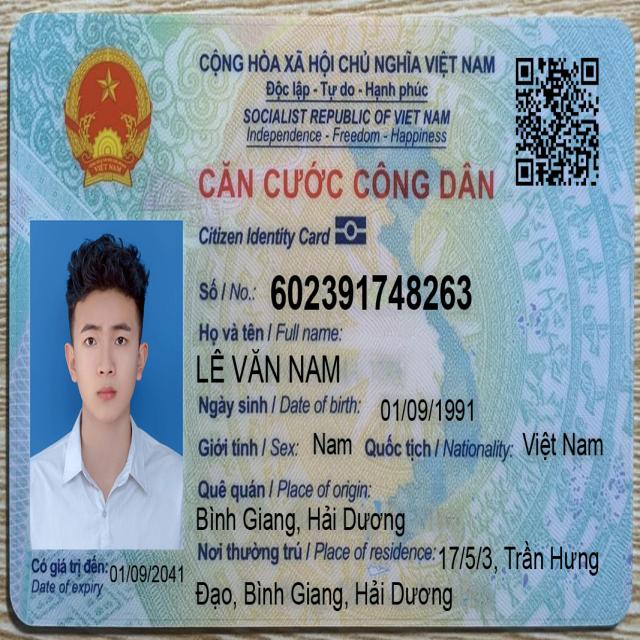 CỘNG HÒA XÃ HỘI CHỦ NGHĨA VIỆT NAM
Độc lập - Tự do - Hạnh phúc
SOCIALIST REPUBLIC OF VIET NAM
Independence - Freedom - Happiness
CĂN CƯỚC CÔNG DÂN
Citizen Identity Card
Số / No.: 602391748263
Họ và tên / Full name:
LÊ VĂN NAM
Ngày sinh / Date of birth: 01/09/1991
Giới tính / Sex: Nam Quốc tịch / Nationality: Việt Nam
Quê quán / Place of origin:
Bình Giang, Hải Dương
Nơi thường trú / Place of residence: 17/5/3, Trần Hưng
Đạo, Bình Giang, Hải Dương
Có giá trị đến: 01/09/2041
Date of expiry
VIỆT NAM